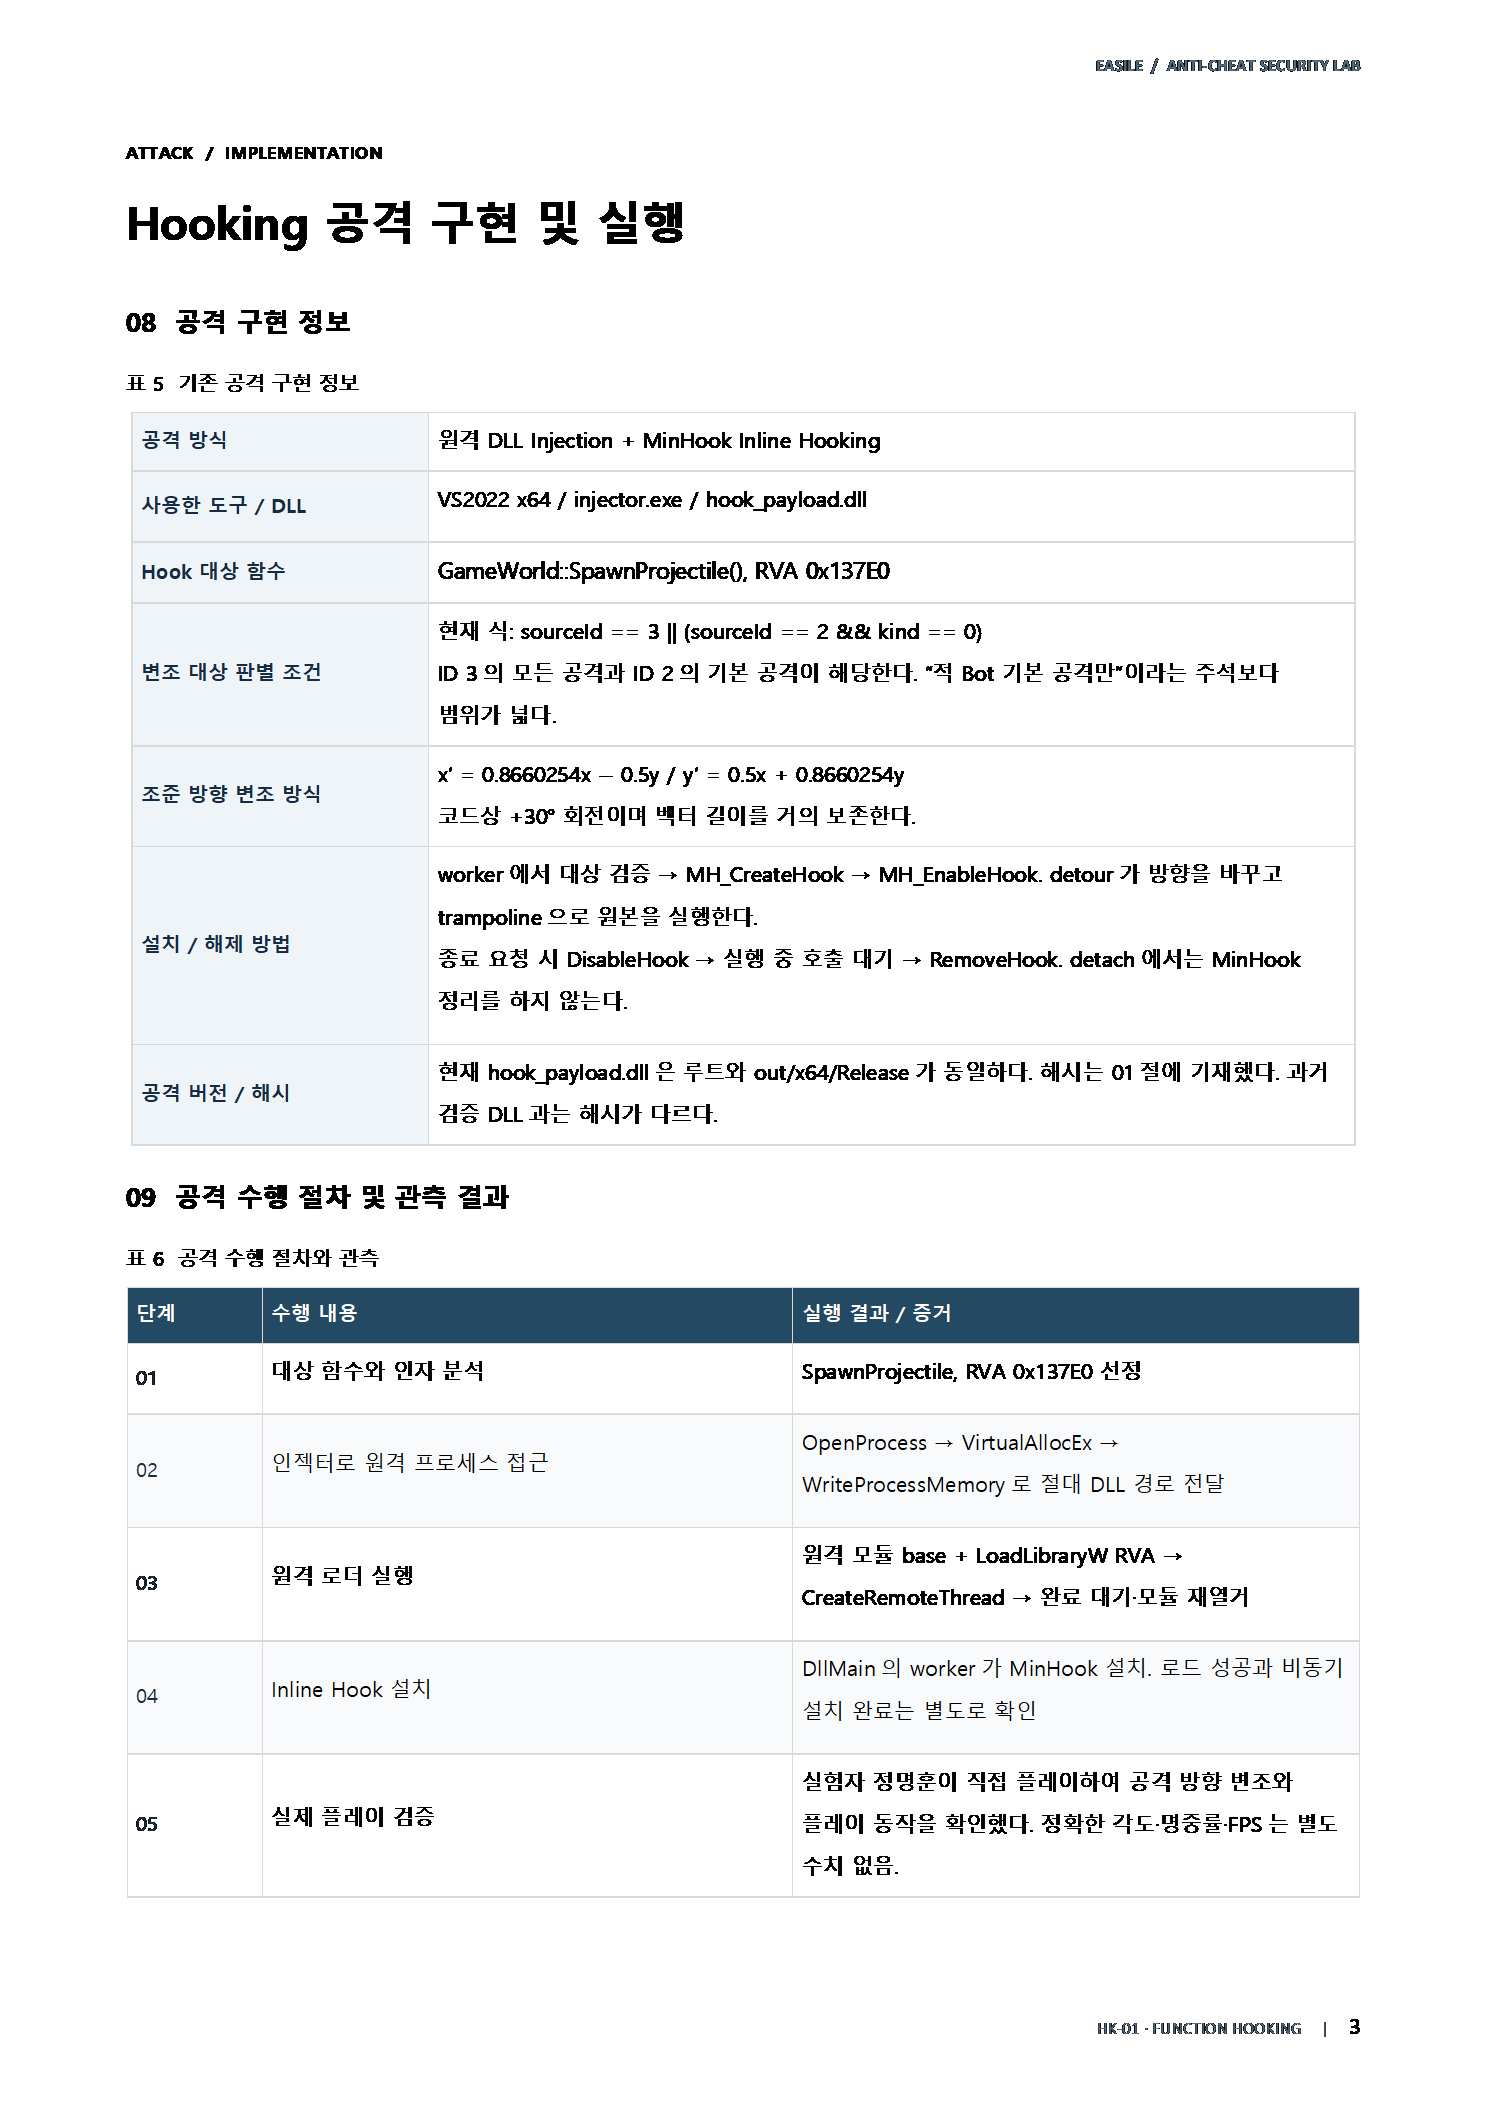 EASILE / ANTI-CHEAT SECURITY LAB
ATTACK / IMPLEMENTATION
Hooking 공격 구현 및 실행
08 공격 구현 정보
표 5 기존 공격 구현 정보
공격 방식
원격 DLL Injection + MinHook Inline Hooking
사용한 도구 / DLL
VS2022 x64 / injector.exe / hook_payload.dll
Hook 대상 함수
GameWorld::SpawnProjectile(), RVA 0x137E0
변조 대상 판별 조건
현재 식: sourceId == 3 || (sourceId == 2 && kind == 0)
ID 3 의 모든 공격과 ID 2 의 기본 공격이 해당한다. “적 Bot 기본 공격만”이라는 주석보다
범위가 넓다.
조준 방향 변조 방식
x′ = 0.8660254x − 0.5y / y′ = 0.5x + 0.8660254y
코드상 +30° 회전이며 벡터 길이를 거의 보존한다.
설치 / 해제 방법
worker 에서 대상 검증 → MH_CreateHook → MH_EnableHook. detour 가 방향을 바꾸고
trampoline 으로 원본을 실행한다.
종료 요청 시 DisableHook → 실행 중 호출 대기 → RemoveHook. detach 에서는 MinHook
정리를 하지 않는다.
공격 버전 / 해시
현재 hook_payload.dll 은 루트와 out/x64/Release 가 동일하다. 해시는 01 절에 기재했다. 과거
검증 DLL 과는 해시가 다르다.
09 공격 수행 절차 및 관측 결과
표 6 공격 수행 절차와 관측
단계 수행 내용 실행 결과 / 증거
01 대상 함수와 인자 분석 SpawnProjectile, RVA 0x137E0 선정
02 인젝터로 원격 프로세스 접근
OpenProcess → VirtualAllocEx →
WriteProcessMemory 로 절대 DLL 경로 전달
03 원격 로더 실행
원격 모듈 base + LoadLibraryW RVA →
CreateRemoteThread → 완료 대기·모듈 재열거
04 Inline Hook 설치
DllMain 의 worker 가 MinHook 설치. 로드 성공과 비동기
설치 완료는 별도로 확인
05 실제 플레이 검증
실험자 정명훈이 직접 플레이하여 공격 방향 변조와
플레이 동작을 확인했다. 정확한 각도·명중률·FPS 는 별도
수치 없음.
HK-01 · FUNCTION HOOKING | 3